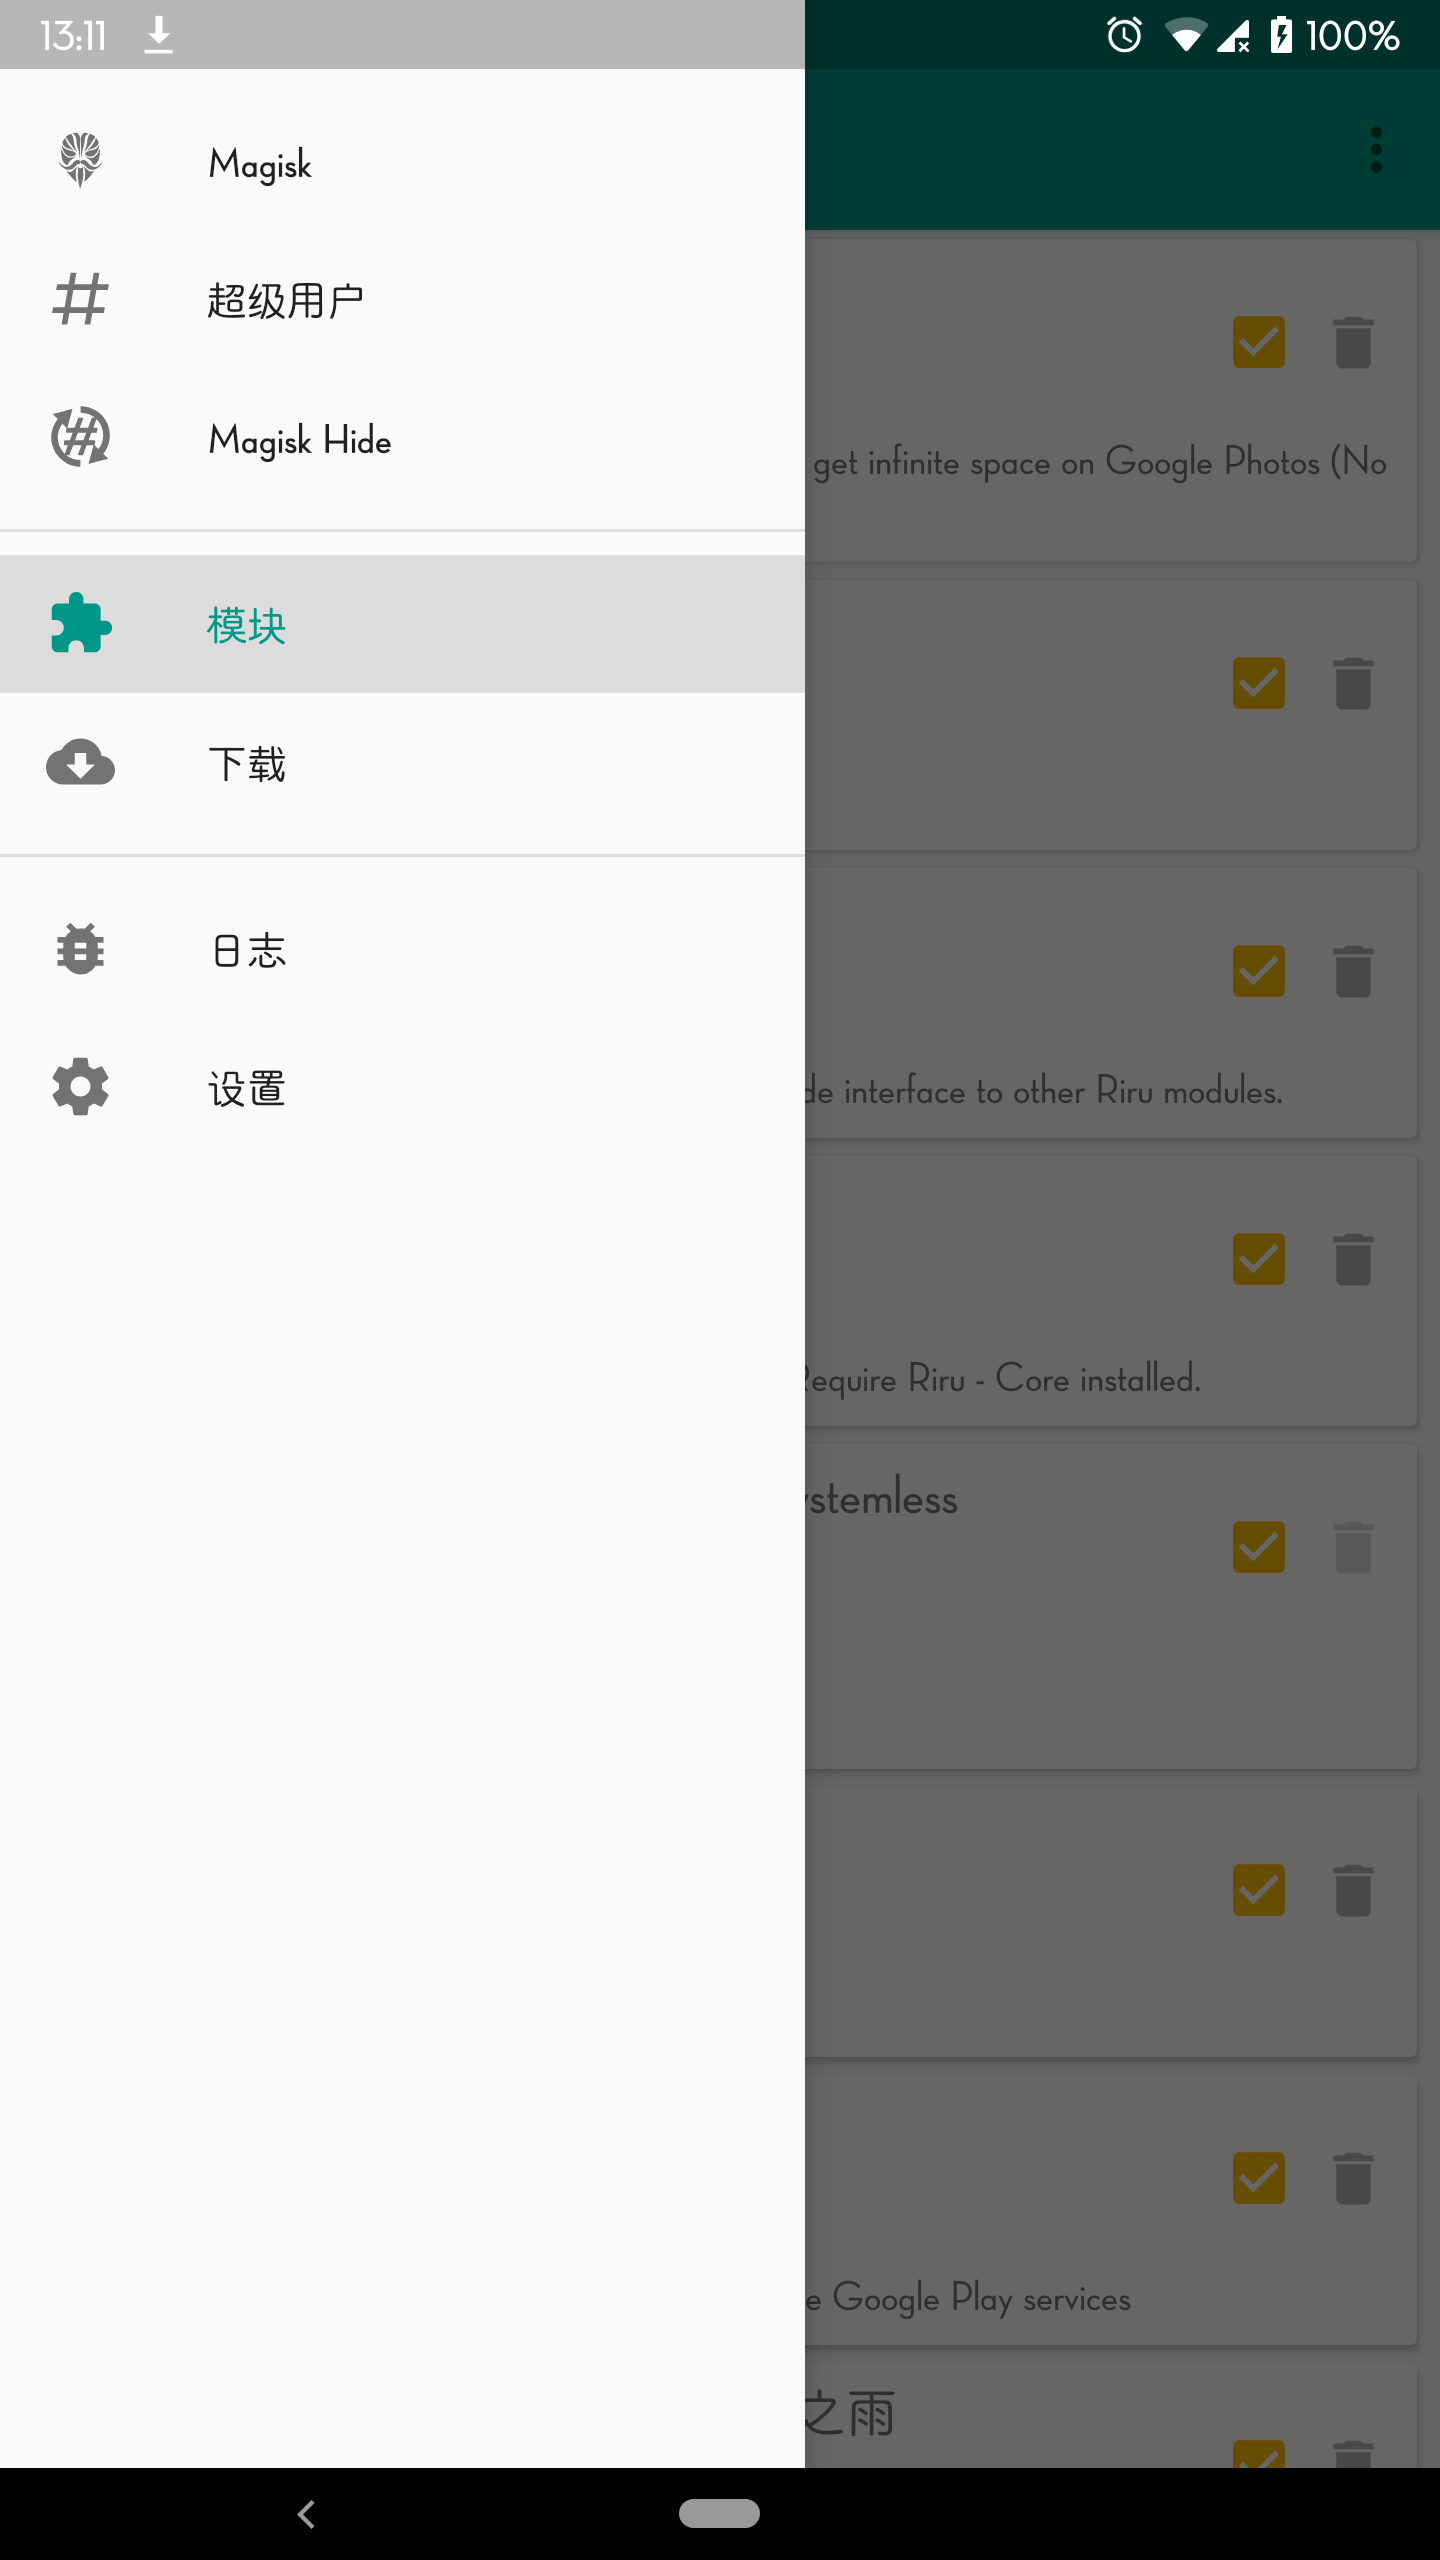 13:11
100%
Magisk
超级用户
Magisk Hide
模块
下载
日志
设置
get infinite space on Google Photos (No
interface to other Riru modules.
Require Riru - Core installed.
ystemless
Google Play services
之雨